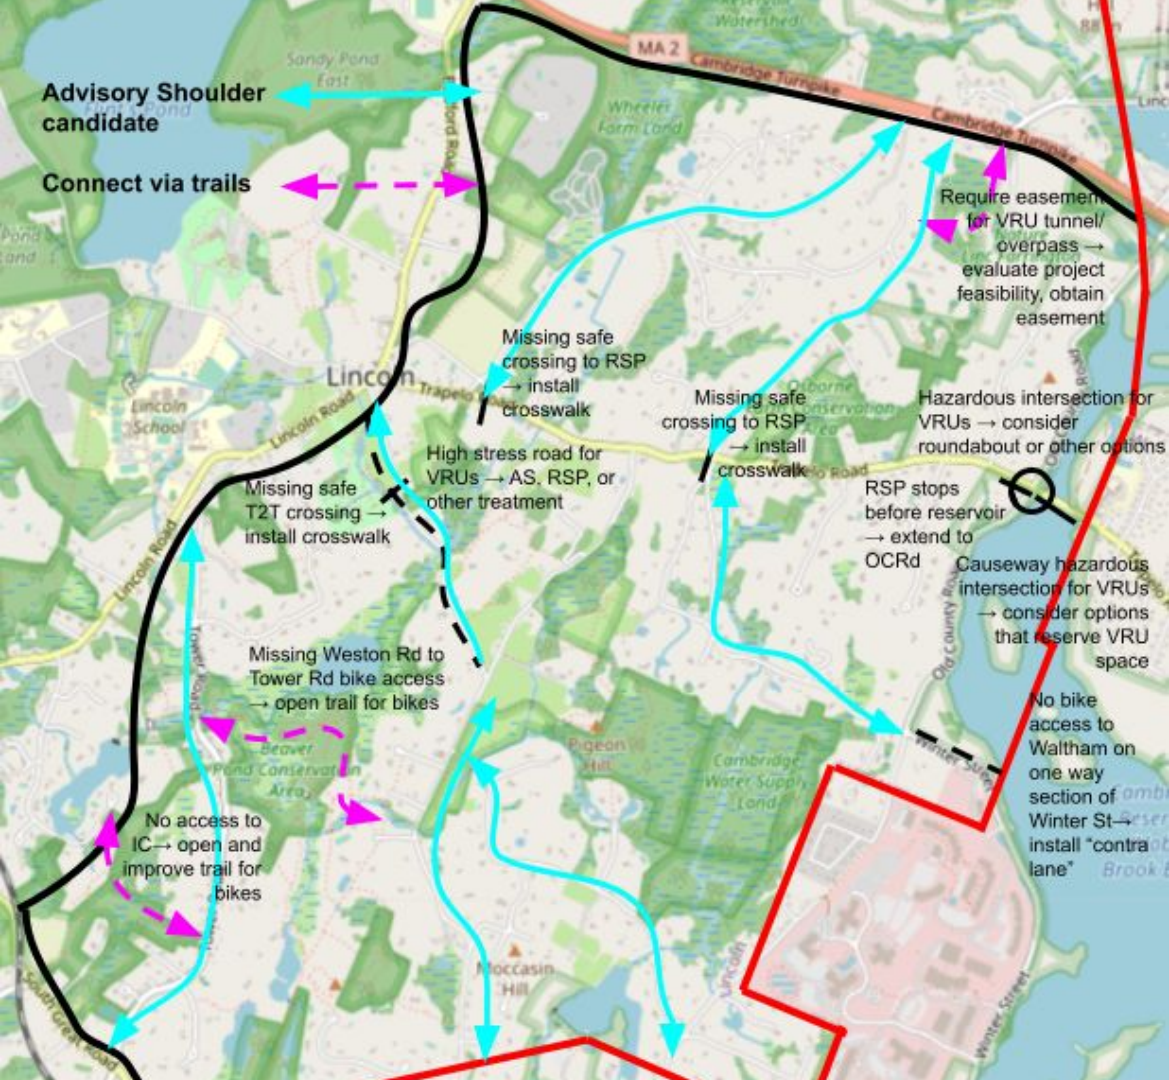 Reservoir
Watershed
Sandy Pond
East
MA 2
Cambridge Turnpike
Advisory Shoulder
candidate
Wheeler
Farm Land
Cambridge Turnpike
Connect via trails
Pond
Land
Require easement
for VRU tunnel/
overpass →
evaluate project
feasibility, obtain
easement
Missing safe
crossing to RSP
→ install
crosswalk
Lincoln
Trapelo Road
Lincoln
School
Lincoln Road
Missing safe
crossing to RSP
→ install
crosswalk
Osborne
Conservation
Area
Hazardous intersection for
VRUs → consider
roundabout or other options
High stress road for
VRUs → AS, RSP, or
other treatment
Missing safe
T2T crossing →
install crosswalk
RSP stops
before reservoir
→ extend to
OCRd
Lincoln Road
Causeway hazardous
intersection for VRUs
→ consider options
that reserve VRU
space
Old County Road
Tower Road
Missing Weston Rd to
Tower Rd bike access
→ open trail for bikes
No bike
access to
Waltham on
one way
section of
Winter St→
install “contra
lane”
Winter Street
Beaver
Pond Conservation
Area
Pigeon
Hill
Cambridge
Water Supply
Land
No access to
IC→ open and
improve trail for
bikes
Moccasin
Hill
Lincoln
South Great Road
Winter Street